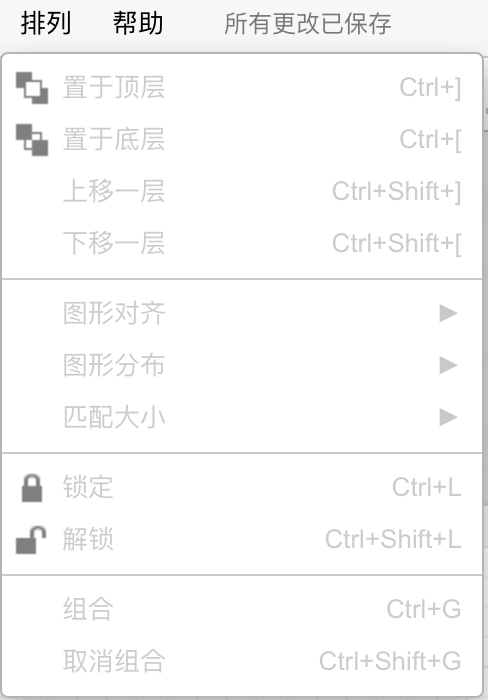 排列 帮助 所有更改已保存
置于顶层 Ctrl+]
置于底层 Ctrl+[
上移一层 Ctrl+Shift+]
下移一层 Ctrl+Shift+[
图形对齐 ▶
图形分布 ▶
匹配大小 ▶
锁定 Ctrl+L
解锁 Ctrl+Shift+L
组合 Ctrl+G
取消组合 Ctrl+Shift+G